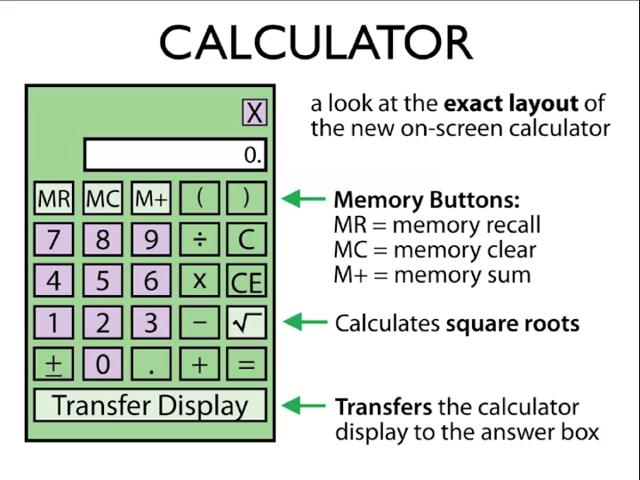 CALCULATOR
X
a look at the exact layout of
the new on-screen calculator
0.
MR MC M+ ( )
7 8 9 ÷ C
4 5 6 x CE
1 2 3 – √
± 0 . + =
Transfer Display
Memory Buttons:
MR = memory recall
MC = memory clear
M+ = memory sum
Calculates square roots
Transfers the calculator
display to the answer box